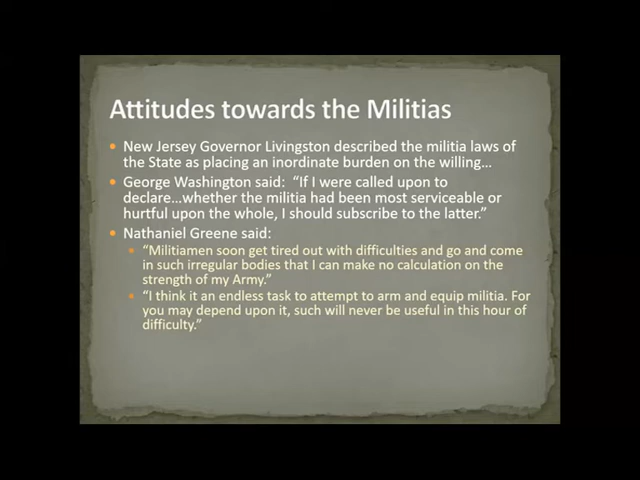 Attitudes towards the Militias
• New Jersey Governor Livingston described the militia laws of
the State as placing an inordinate burden on the willing…
• George Washington said: “If I were called upon to
declare…whether the militia had been most serviceable or
hurtful upon the whole, I should subscribe to the latter.”
• Nathaniel Greene said:
• “Militiamen soon get tired out with difficulties and go and come
in such irregular bodies that I can make no calculation on the
strength of my Army.”
• “I think it an endless task to attempt to arm and equip militia. For
you may depend upon it, such will never be useful in this hour of
difficulty.”